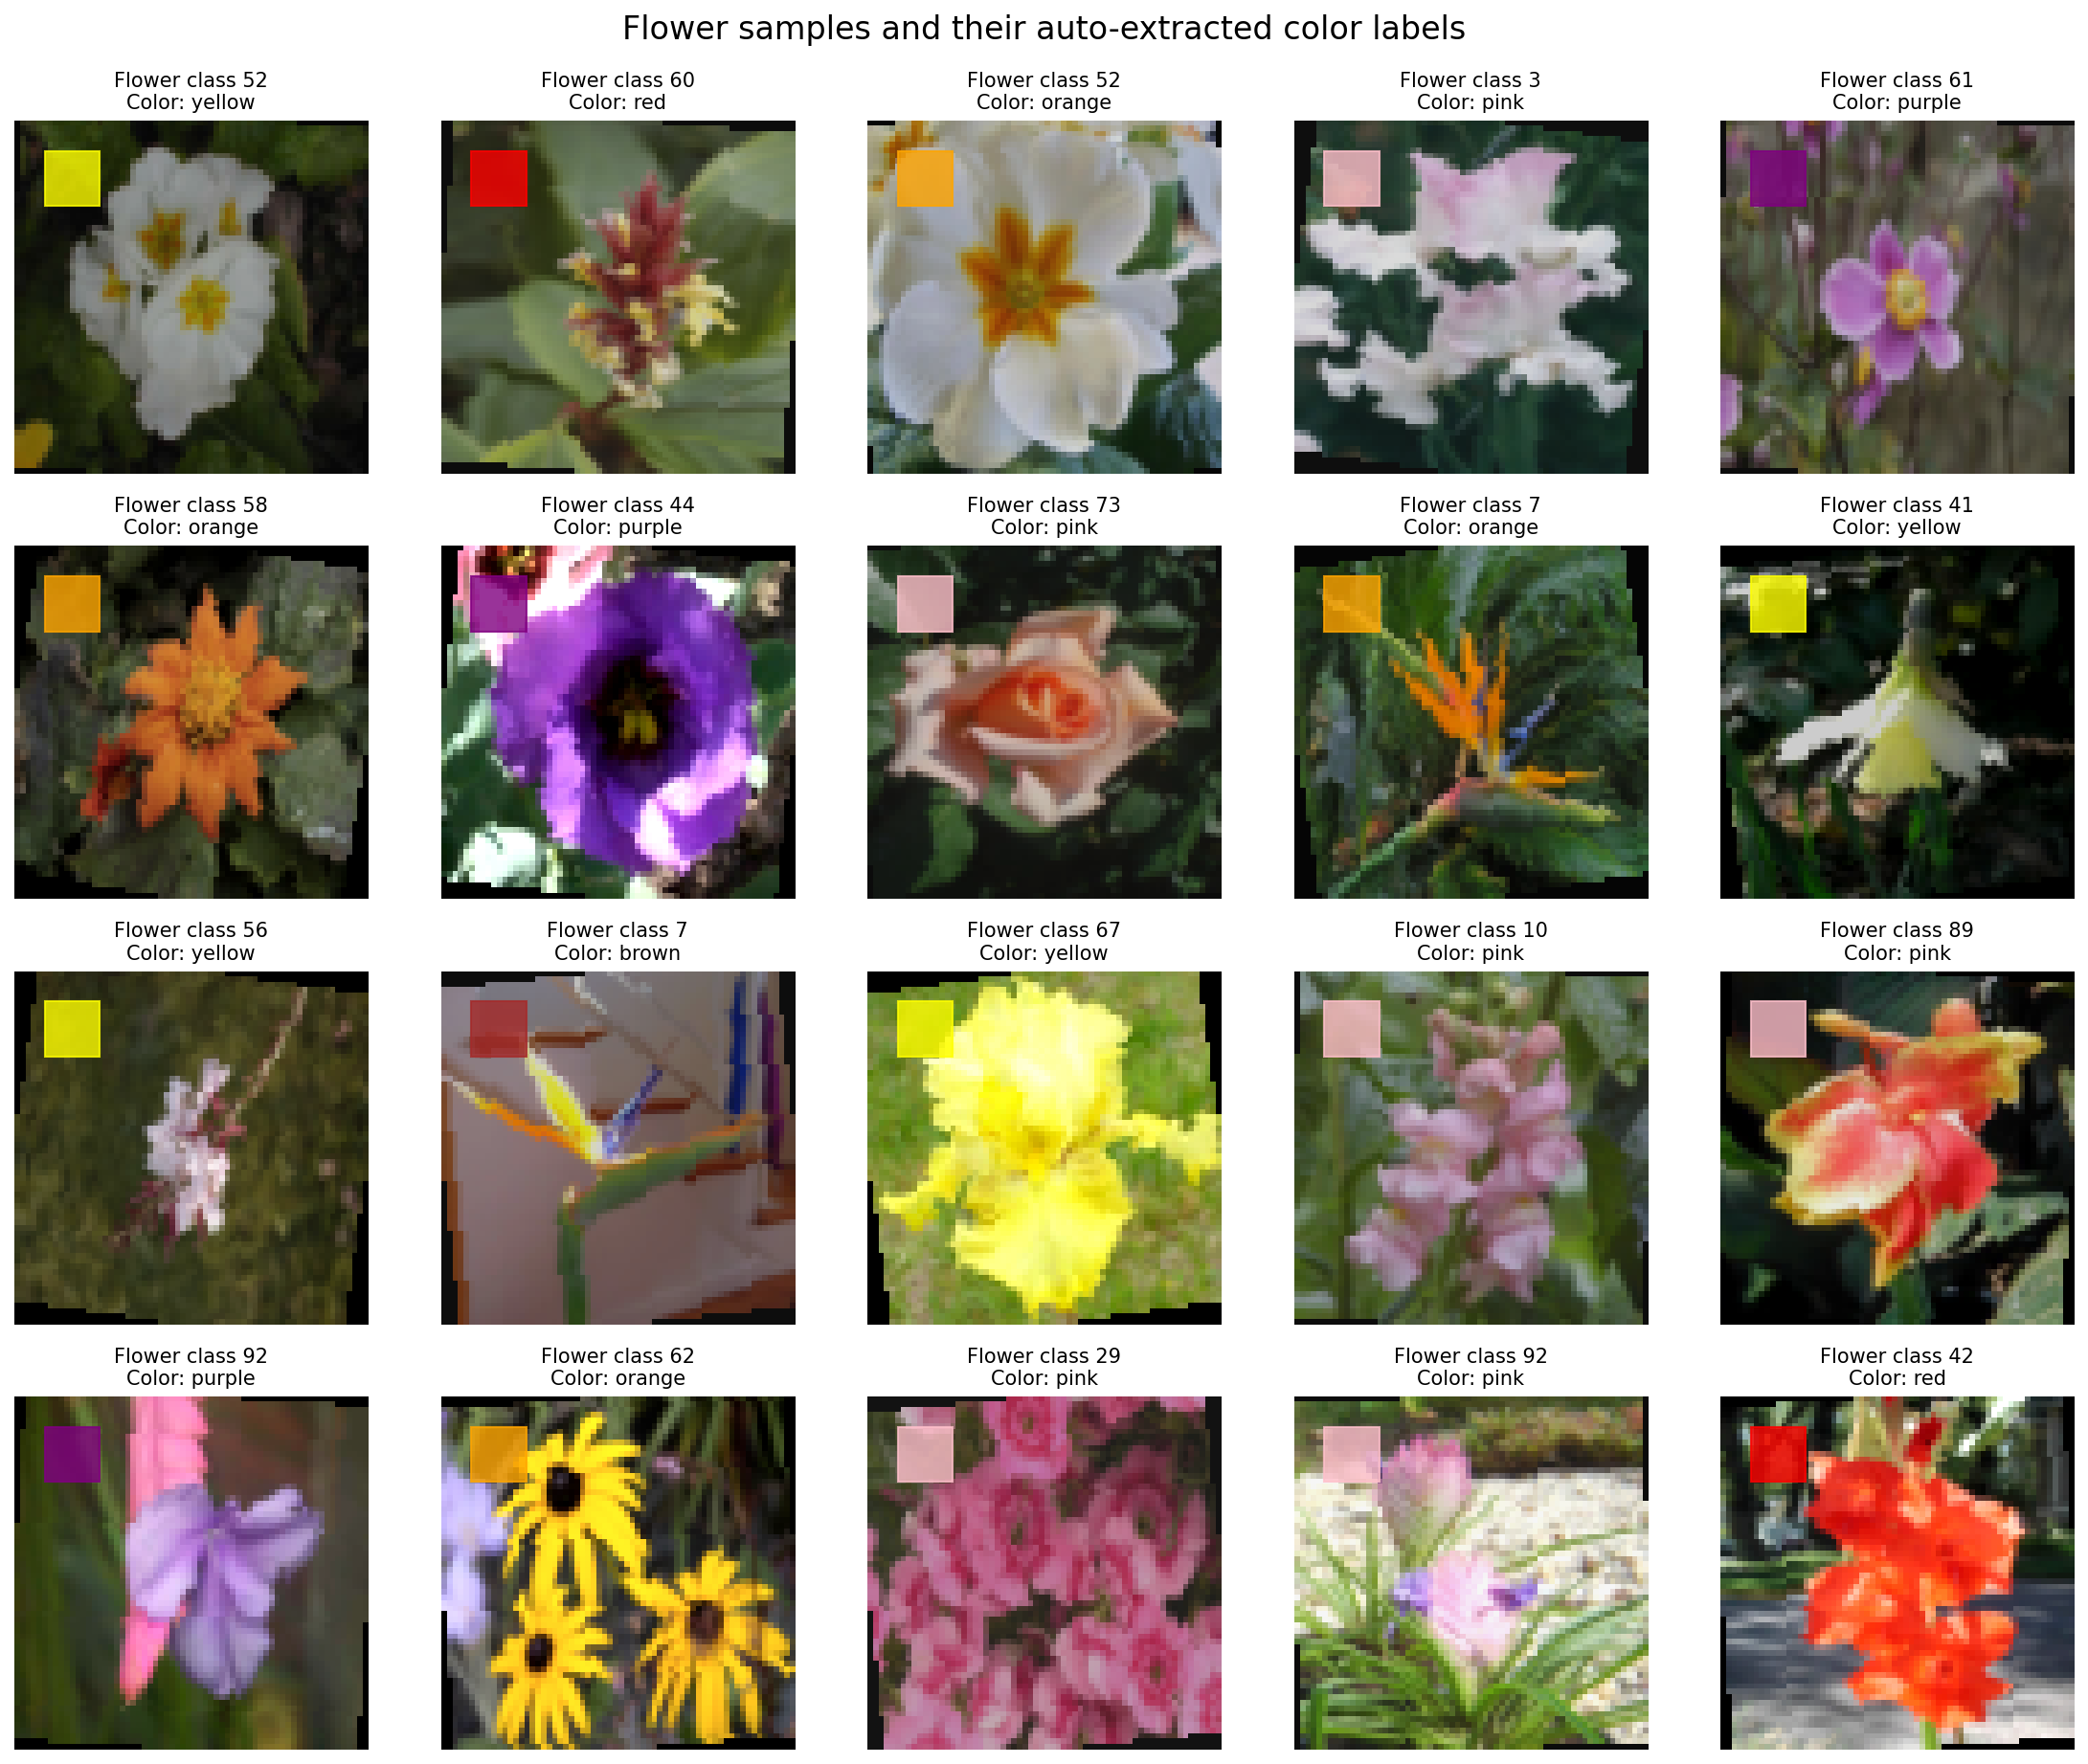 Flower samples and their auto-extracted color labels
Flower class 52
Color: yellow
Flower class 60
Color: red
Flower class 52
Color: orange
Flower class 3
Color: pink
Flower class 61
Color: purple
Flower class 58
Color: orange
Flower class 44
Color: purple
Flower class 73
Color: pink
Flower class 7
Color: orange
Flower class 41
Color: yellow
Flower class 56
Color: yellow
Flower class 7
Color: brown
Flower class 67
Color: yellow
Flower class 10
Color: pink
Flower class 89
Color: pink
Flower class 92
Color: purple
Flower class 62
Color: orange
Flower class 29
Color: pink
Flower class 92
Color: pink
Flower class 42
Color: red